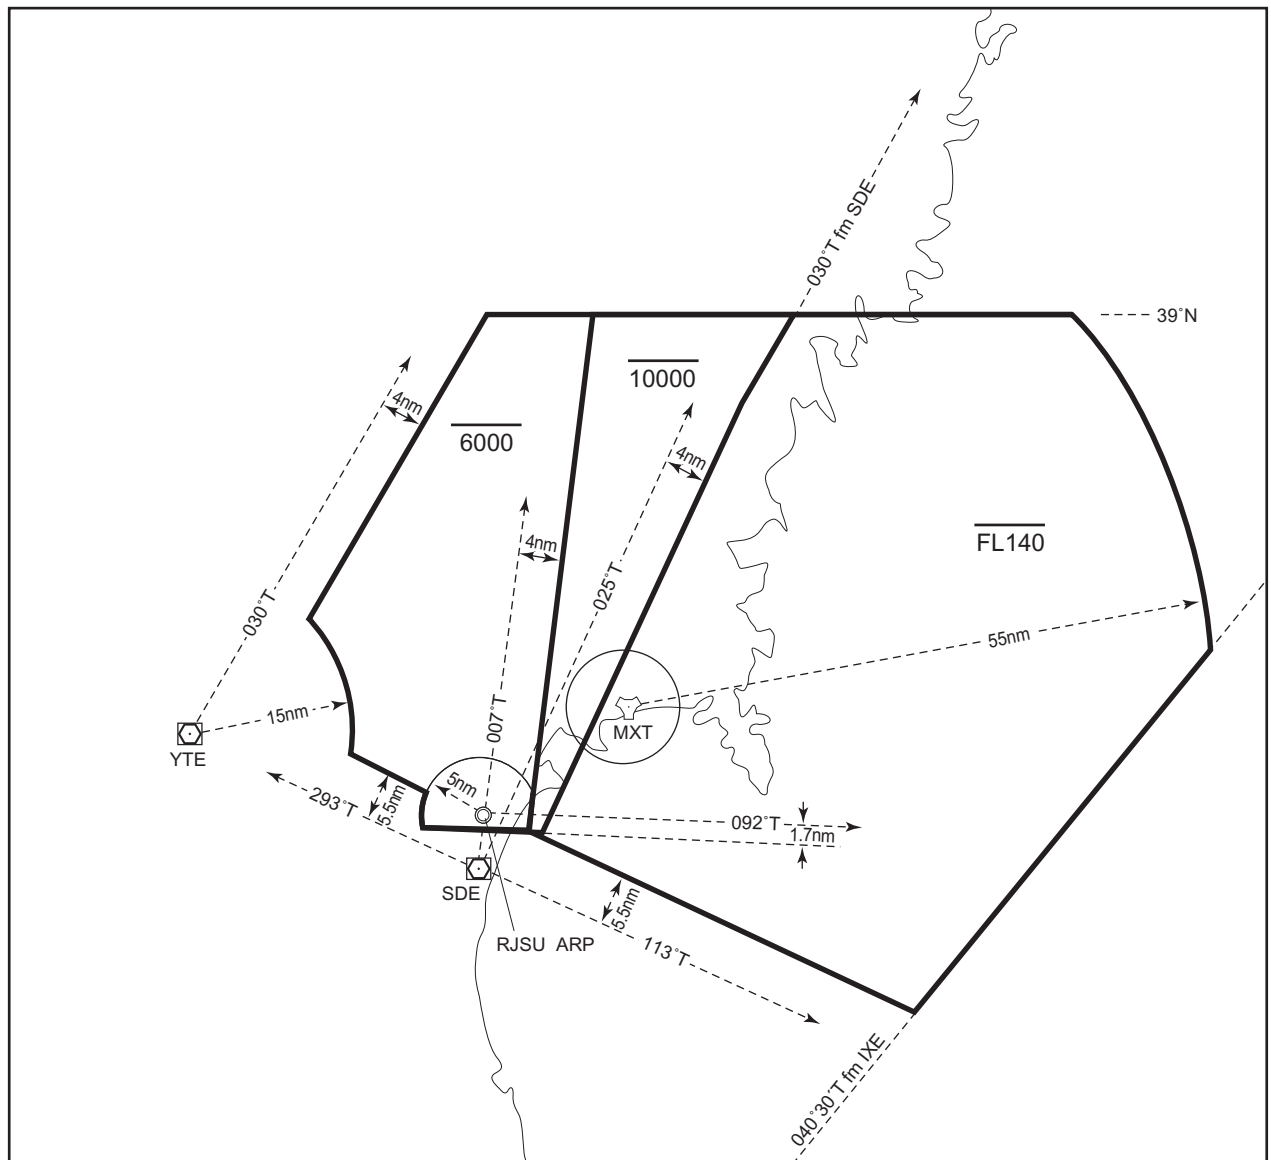 030˚T fm SDE
39˚N
10000
4nm
6000
4nm
FL140
4nm
025˚T
030˚T
55nm
15nm
007˚T
MXT
YTE
5nm
293˚T
5.5nm
092˚T
1.7nm
SDE
5.5nm
RJSU ARP
113˚T
040˚30´T fm IXE